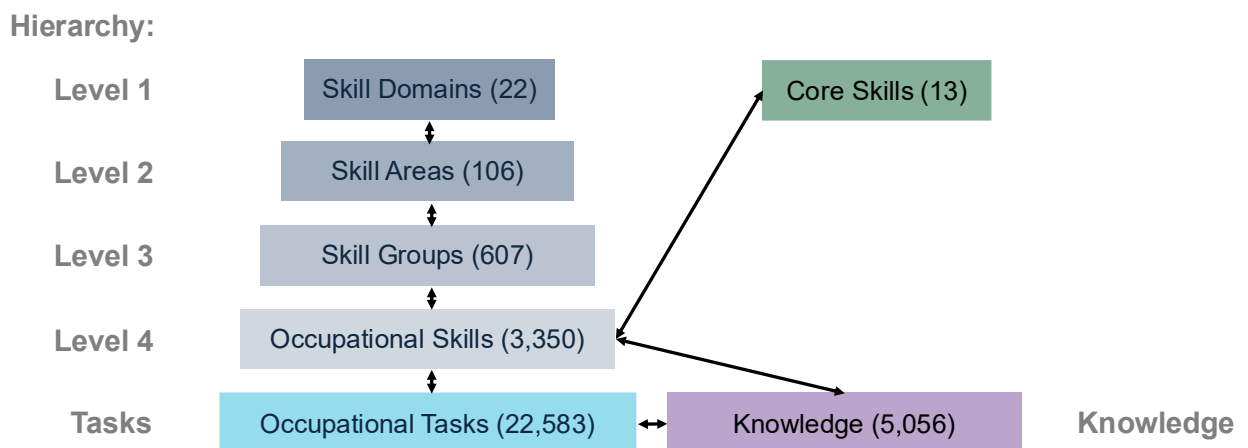 Hierarchy:
Level 1
Skill Domains (22)
Core Skills (13)
Level 2
Skill Areas (106)
Level 3
Skill Groups (607)
Level 4
Occupational Skills (3,350)
Tasks
Occupational Tasks (22,583)
Knowledge (5,056)
Knowledge